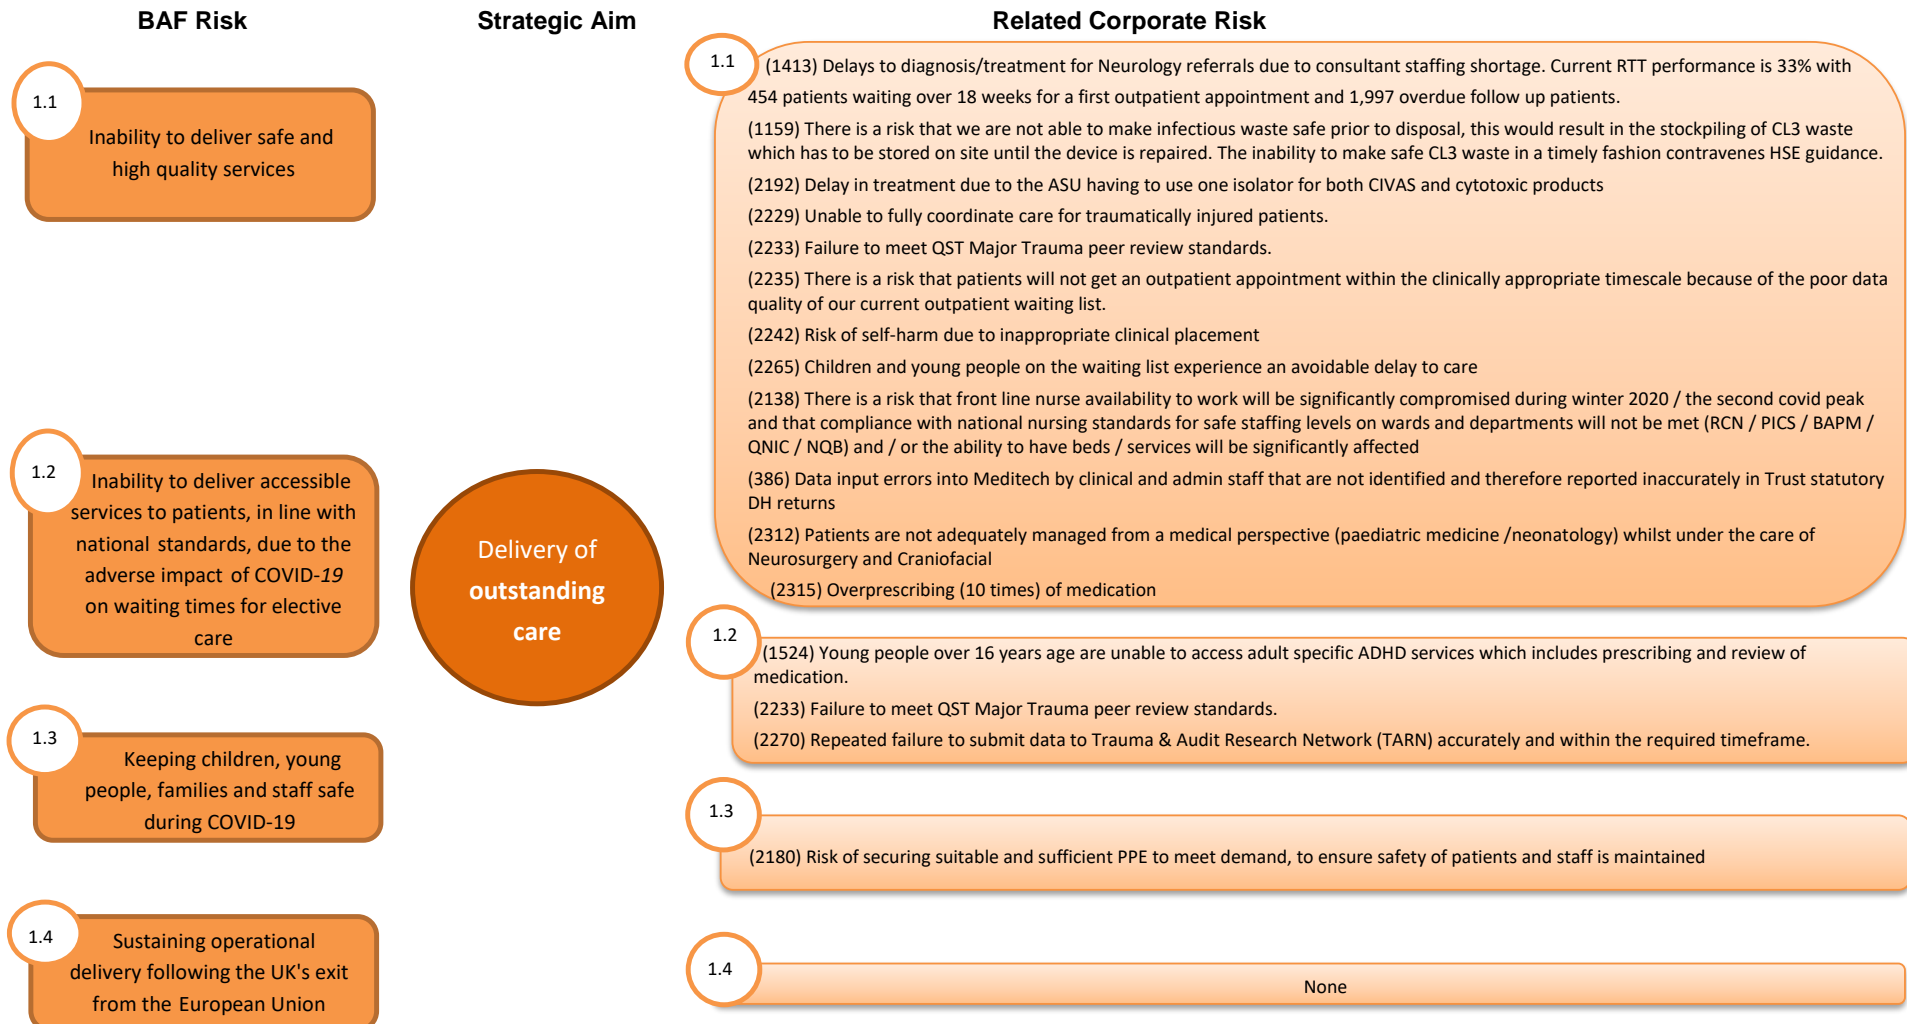 BAF Risk
Strategic Aim
Related Corporate Risk
1.1
Inability to deliver safe and
high quality services
1.2
Inability to deliver accessible
services to patients, in line with
national standards, due to the
adverse impact of COVID-19
on waiting times for elective
care
1.3
Keeping children, young
people, families and staff safe
during COVID-19
1.4
Sustaining operational
delivery following the UK's exit
from the European Union
Delivery of
outstanding
care
1.1
(1413) Delays to diagnosis/treatment for Neurology referrals due to consultant staffing shortage. Current RTT performance is 33% with
454 patients waiting over 18 weeks for a first outpatient appointment and 1,997 overdue follow up patients.
(1159) There is a risk that we are not able to make infectious waste safe prior to disposal, this would result in the stockpiling of CL3 waste
which has to be stored on site until the device is repaired. The inability to make safe CL3 waste in a timely fashion contravenes HSE guidance.
(2192) Delay in treatment due to the ASU having to use one isolator for both CIVAS and cytotoxic products
(2229) Unable to fully coordinate care for traumatically injured patients.
(2233) Failure to meet QST Major Trauma peer review standards.
(2235) There is a risk that patients will not get an outpatient appointment within the clinically appropriate timescale because of the poor data
quality of our current outpatient waiting list.
(2242) Risk of self-harm due to inappropriate clinical placement
(2265) Children and young people on the waiting list experience an avoidable delay to care
(2138) There is a risk that front line nurse availability to work will be significantly compromised during winter 2020 / the second covid peak
and that compliance with national nursing standards for safe staffing levels on wards and departments will not be met (RCN / PICS / BAPM /
QNIC / NQB) and / or the ability to have beds / services will be significantly affected
(386) Data input errors into Meditech by clinical and admin staff that are not identified and therefore reported inaccurately in Trust statutory
DH returns
(2312) Patients are not adequately managed from a medical perspective (paediatric medicine /neonatology) whilst under the care of
Neurosurgery and Craniofacial
(2315) Overprescribing (10 times) of medication
1.2
(1524) Young people over 16 years age are unable to access adult specific ADHD services which includes prescribing and review of
medication.
(2233) Failure to meet QST Major Trauma peer review standards.
(2270) Repeated failure to submit data to Trauma & Audit Research Network (TARN) accurately and within the required timeframe.
1.3
(2180) Risk of securing suitable and sufficient PPE to meet demand, to ensure safety of patients and staff is maintained
1.4
None